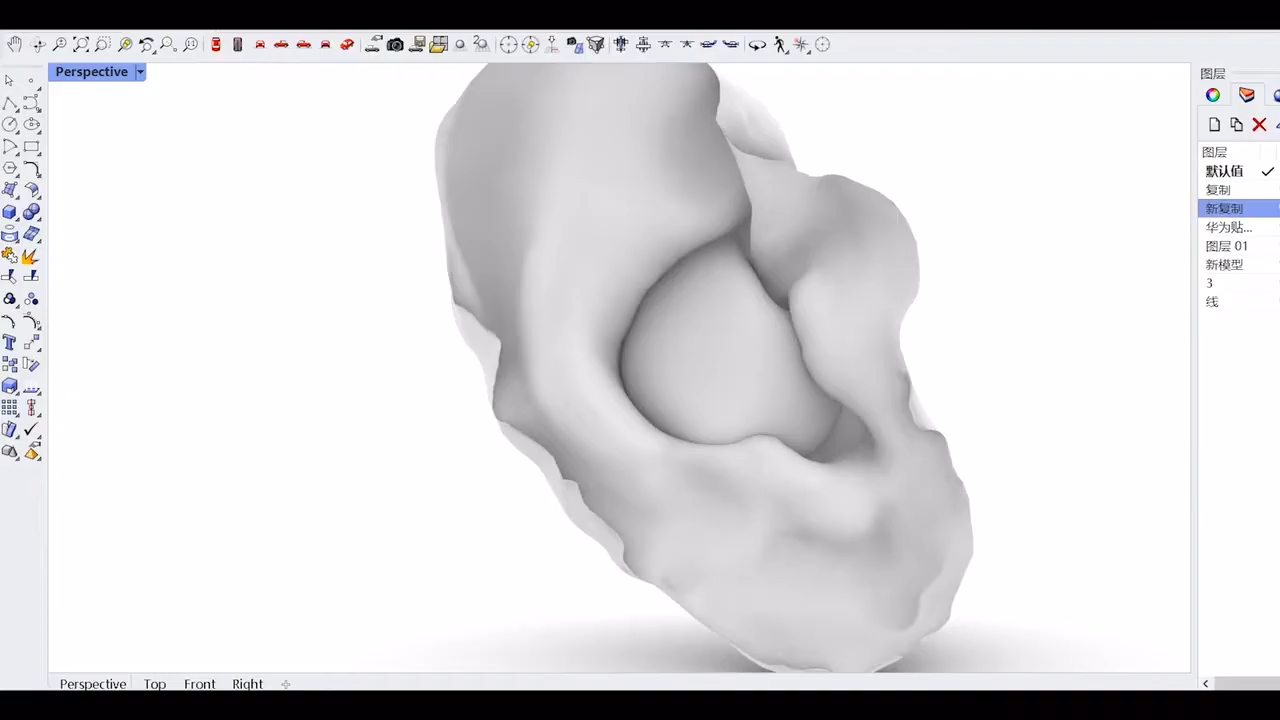 Perspective
图层
图层
默认值
复制
新复制
华为贴...
图层 01
新模型
3
线
Perspective Top Front Right